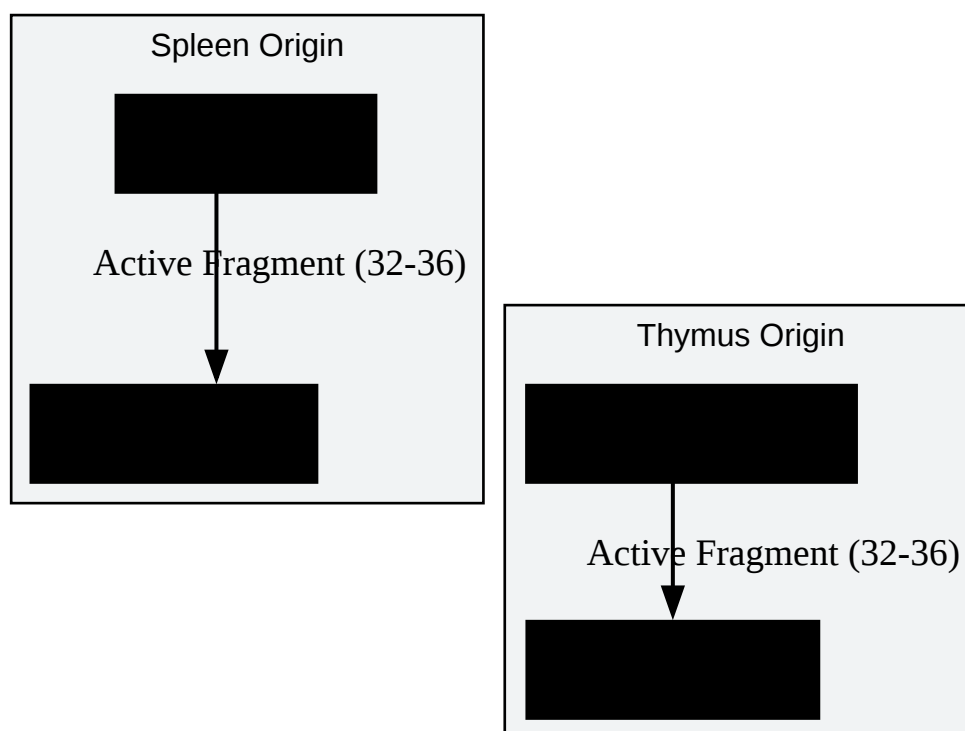 Spleen Origin
Active Fragment (32-36)
Thymus Origin
Active Fragment (32-36)